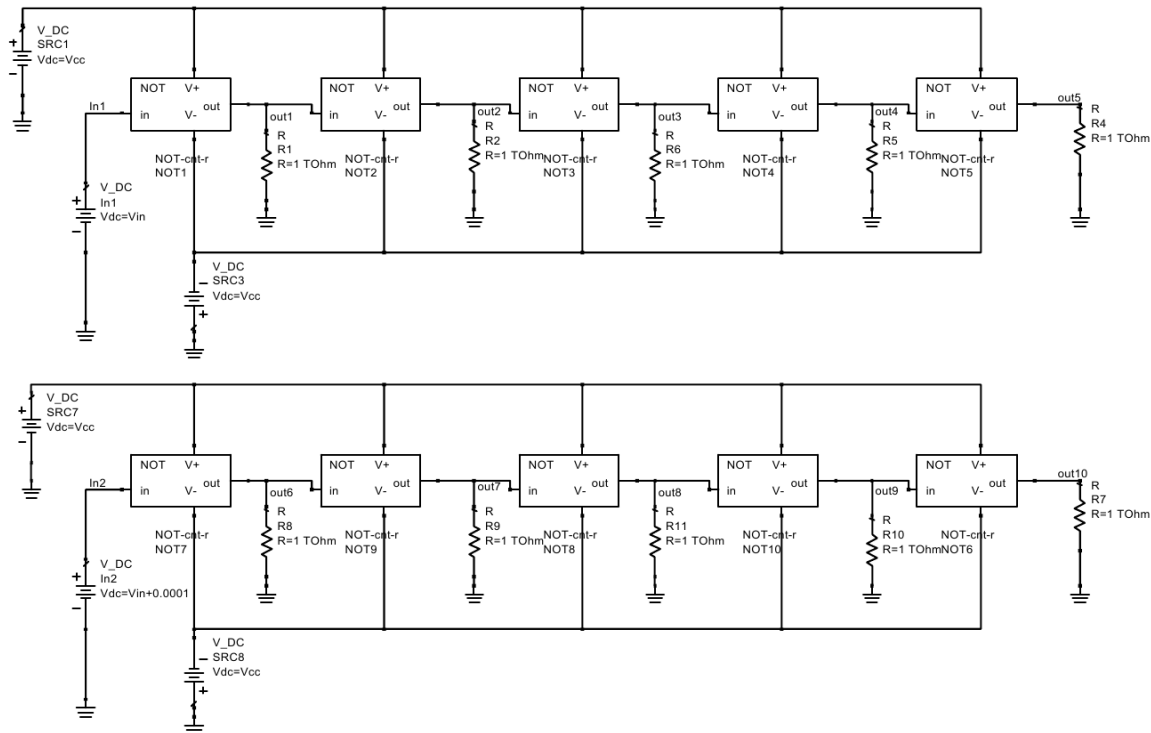 V_DC
SRC1
Vdc=Vcc
+
−
NOT V+
in V- out
NOT V+
in V- out
NOT V+
in V- out
NOT V+
in V- out
NOT V+
in V- out
In1
out1
out2
out3
out4
out5
R
R1
R=1 TOhm
R
R2
R=1 TOhm
R
R6
R=1 TOhm
R
R5
R=1 TOhm
R
R4
R=1 TOhm
NOT-cnt-r
NOT1
NOT-cnt-r
NOT2
NOT-cnt-r
NOT3
NOT-cnt-r
NOT4
NOT-cnt-r
NOT5
V_DC
In1
Vdc=Vin
+
−
V_DC
SRC3
Vdc=Vcc
−
+
V_DC
SRC7
Vdc=Vcc
+
−
NOT V+
in V- out
NOT V+
in V- out
NOT V+
in V- out
NOT V+
in V- out
NOT V+
in V- out
In2
out6
out7
out8
out9
out10
R
R8
R=1 TOhm
R
R9
R=1 TOhm
R
R11
R=1 TOhm
R
R10
R=1 TOhm
R
R7
R=1 TOhm
NOT-cnt-r
NOT7
NOT-cnt-r
NOT9
NOT-cnt-r
NOT8
NOT-cnt-r
NOT10
NOT-cnt-r
NOT6
V_DC
In2
Vdc=Vin+0.0001
+
−
V_DC
SRC8
Vdc=Vcc
−
+